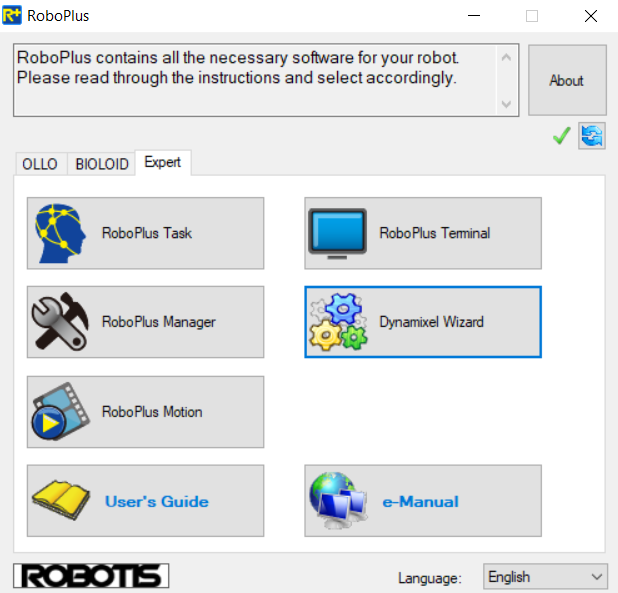 R+ RoboPlus
RoboPlus contains all the necessary software for your robot.
Please read through the instructions and select accordingly.
About
OLLO BIOLOID Expert
RoboPlus Task RoboPlus Terminal
RoboPlus Manager Dynamixel Wizard
RoboPlus Motion
User's Guide e-Manual
ROBOTIS Language: English